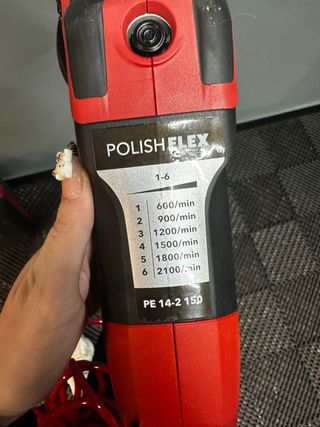 POLISHFLEX
1-6
1 600/min
2 900/min
3 1200/min
4 1500/min
5 1800/min
6 2100/min
PE 14-2 150